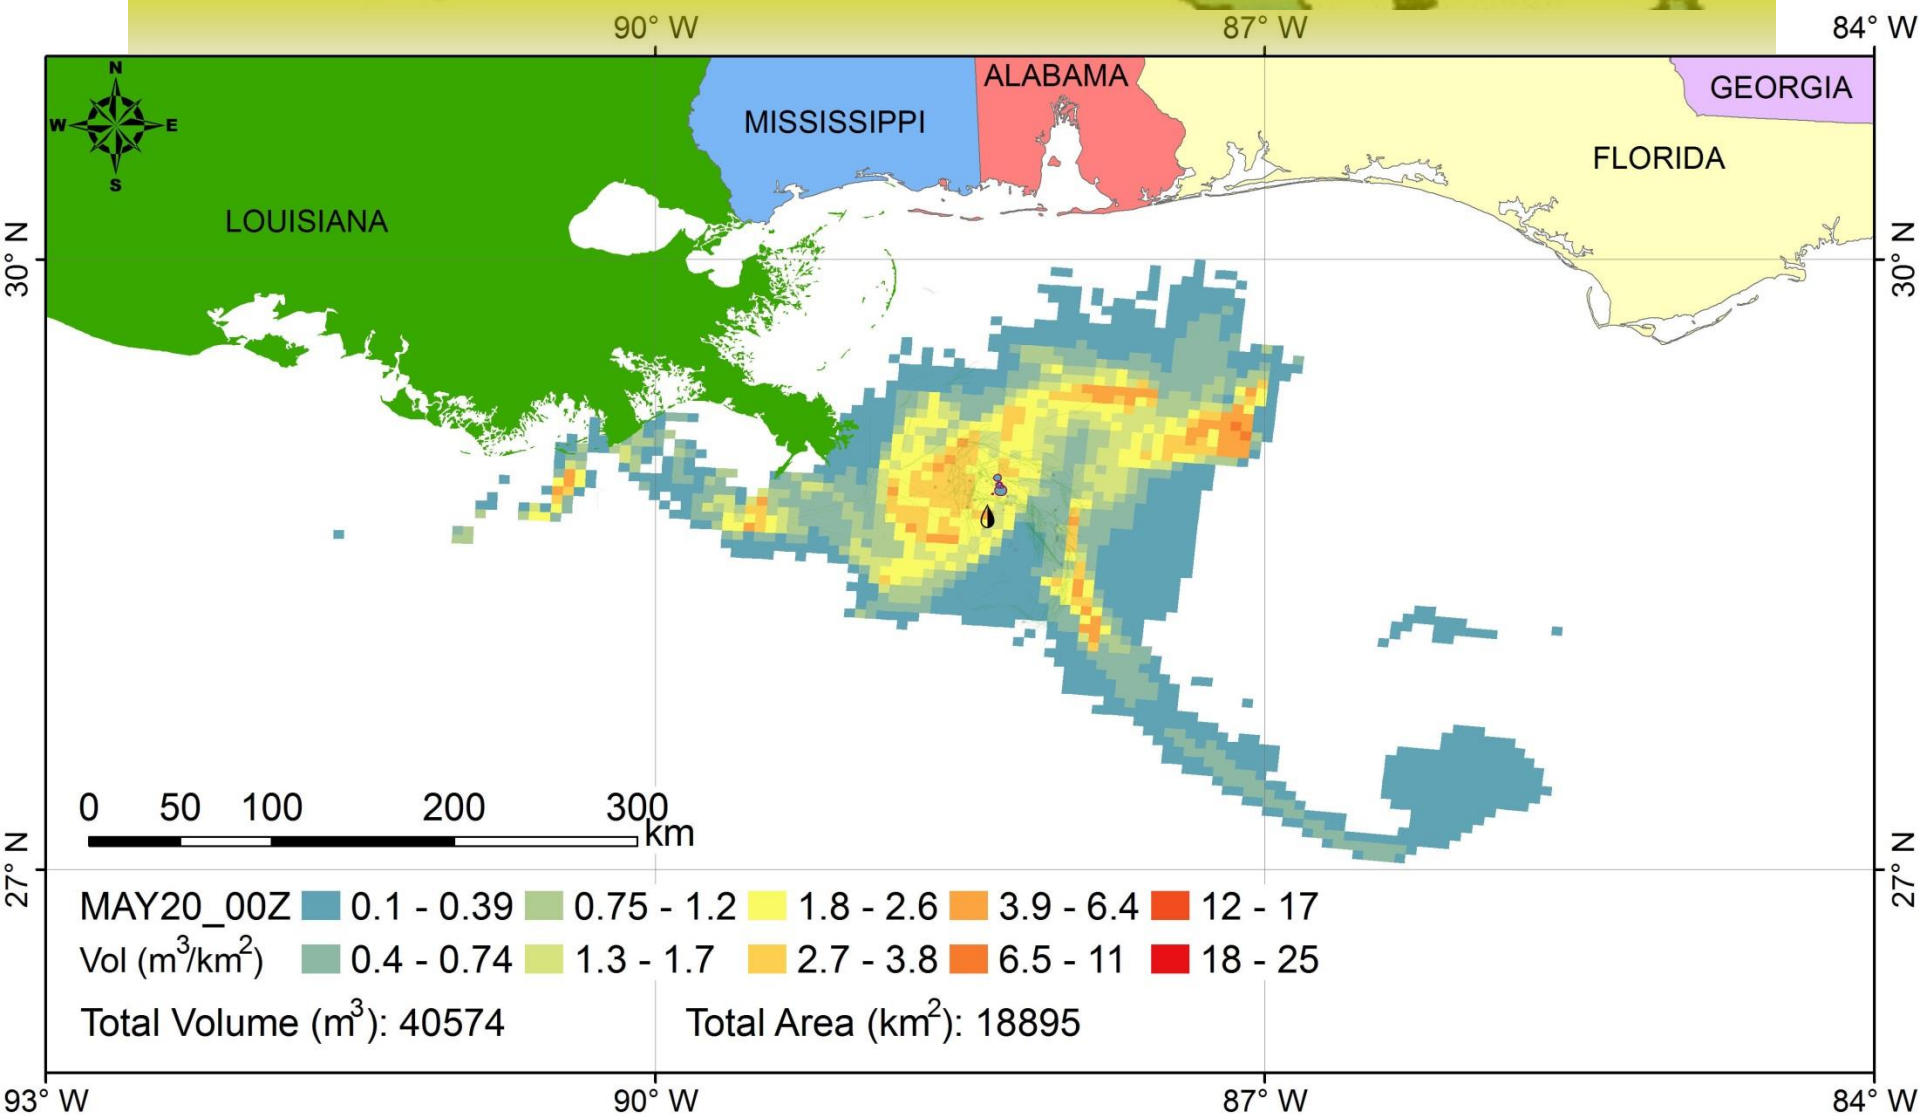 90° W 87° W 84° W
N
W E
S
MISSISSIPPI
ALABAMA
GEORGIA
FLORIDA
LOUISIANA
30° N 30° N
0 50 100 200 300
km
27° N 27° N
MAY20_00Z 0.1 - 0.39 0.75 - 1.2 1.8 - 2.6 3.9 - 6.4 12 - 17
Vol (m³/km²) 0.4 - 0.74 1.3 - 1.7 2.7 - 3.8 6.5 - 11 18 - 25
Total Volume (m³): 40574 Total Area (km²): 18895
93° W 90° W 87° W 84° W